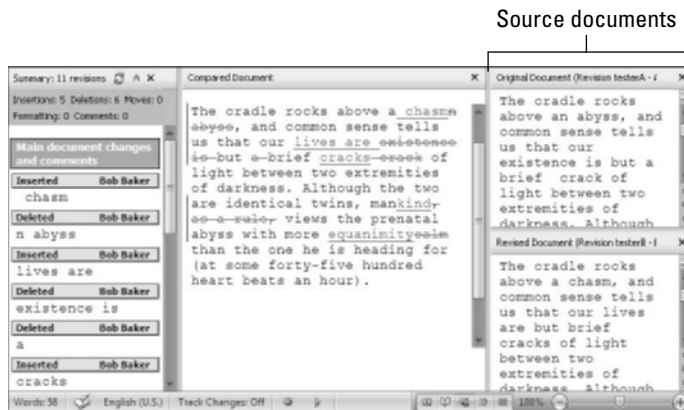 Source documents
Summary: 11 revisions
Insertions: 5 Deletions: 6 Moves: 0
Formatting: 0 Comments: 0
Main document changes
and comments
Inserted Bob Baker
chasm
Deleted Bob Baker
n abyss
Inserted Bob Baker
lives are
Deleted Bob Baker
existence is
Deleted Bob Baker
a
Inserted Bob Baker
cracks
Compared Document
The cradle rocks above a chasmn
abyss, and common sense tells
us that our lives are existence
is but a brief cracks crack of
light between two extremities
of darkness. Although the two
are identical twins, mankind,
as a rule, views the prenatal
abyss with more equanimitycalm
than the one he is heading for
(at some forty-five hundred
heart beats an hour).
Original Document (Revision testerA -
The cradle rocks
above an abyss, and
common sense tells
us that our
existence is but a
brief crack of
light between two
extremities of
darkness. Although
Revised Document (Revision testerB -
The cradle rocks
above a chasm, and
common sense tells
us that our lives
are but brief
cracks of light
between two
extremities of
darkness. Although
Words: 58 English (U.S.) Track Changes: Off 100%